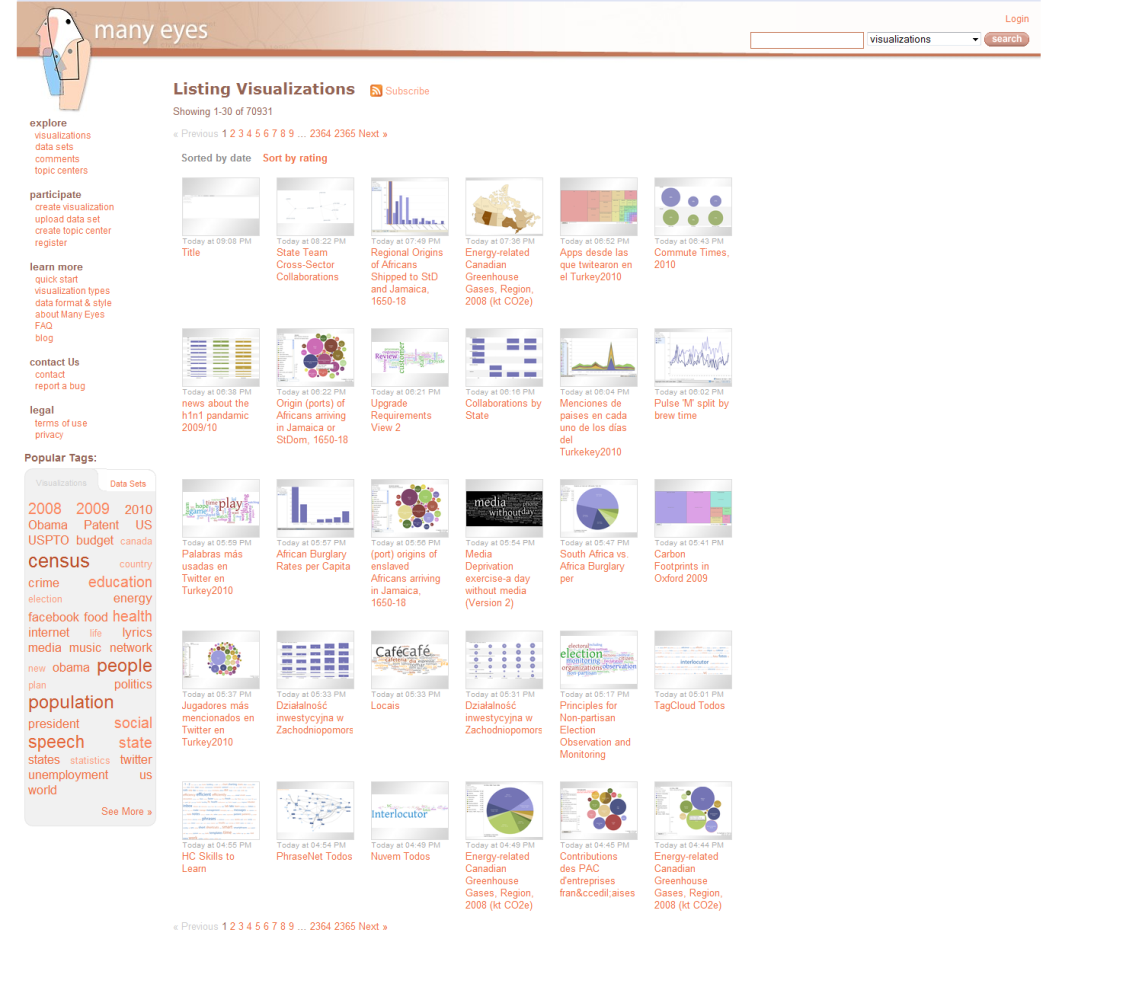 many eyes
Login
visualizations
search
explore
visualizations
data sets
comments
topic centers
participate
create visualization
upload data set
create topic center
register
learn more
quick start
visualization types
data format & style
about Many Eyes
FAQ
blog
contact Us
contact
report a bug
legal
terms of use
privacy
Popular Tags:
Visualizations Data Sets
2008 2009 2010
Obama Patent US
USPTO budget canada
census country
crime education
election energy
facebook food health
internet life lyrics
media music network
new obama people
plan politics
population
president social
speech state
states statistics twitter
unemployment us
world
See More »
Listing Visualizations
Subscribe
Showing 1-30 of 70931
« Previous 1 2 3 4 5 6 7 8 9 ... 2364 2365 Next »
Sorted by date Sort by rating
Today at 09:08 PM
Title
Today at 08:22 PM
State Team
Cross-Sector
Collaborations
Today at 07:49 PM
Regional Origins
of Africans
Shipped to StD
and Jamaica,
1650-18
Today at 07:36 PM
Energy-related
Canadian
Greenhouse
Gases, Region,
2008 (kt CO2e)
Today at 06:52 PM
Apps desde las
que twitearon en
el Turkey2010
Today at 06:43 PM
Commute Times,
2010
Today at 06:38 PM
news about the
h1n1 pandamic
2009/10
Today at 06:22 PM
Origin (ports) of
Africans arriving
in Jamaica or
StDom, 1650-18
Review
customer
Today at 06:21 PM
Upgrade
Requirements
View 2
Today at 06:16 PM
Collaborations by
State
Today at 06:04 PM
Menciones de
paises en cada
uno de los días
del
Turkekey2010
Today at 06:02 PM
Pulse 'M' split by
brew time
play
game
Today at 05:59 PM
Palabras más
usadas en
Twitter en
Turkey2010
Today at 05:57 PM
African Burglary
Rates per Capita
Today at 05:56 PM
(port) origins of
enslaved
Africans arriving
in Jamaica,
1650-18
media
withoutday
Today at 05:54 PM
Media
Deprivation
exercise-a day
without media
(Version 2)
Today at 05:47 PM
South Africa vs.
Africa Burglary
per
Today at 05:41 PM
Carbon
Footprints in
Oxford 2009
Today at 05:37 PM
Jugadores más
mencionados en
Twitter en
Turkey2010
Today at 05:33 PM
Działalność
inwestycyjna w
Zachodniopomors
Cafécafé
cafeteria
Today at 05:33 PM
Locais
Today at 05:31 PM
Działalność
inwestycyjna w
Zachodniopomors
electoral
election
monitoring
organizations observation
Today at 05:17 PM
Principles for
Non-partisan
Election
Observation and
Monitoring
interlocutor
Today at 05:01 PM
TagCloud Todos
Today at 04:55 PM
HC Skills to
Learn
Today at 04:54 PM
PhraseNet Todos
Interlocutor
Today at 04:49 PM
Nuvem Todos
Today at 04:49 PM
Energy-related
Canadian
Greenhouse
Gases, Region,
2008 (kt CO2e)
Today at 04:45 PM
Contributions
des PAC
d'entreprises
fran&ccedil;aises
Today at 04:44 PM
Energy-related
Canadian
Greenhouse
Gases, Region,
2008 (kt CO2e)
« Previous 1 2 3 4 5 6 7 8 9 ... 2364 2365 Next »